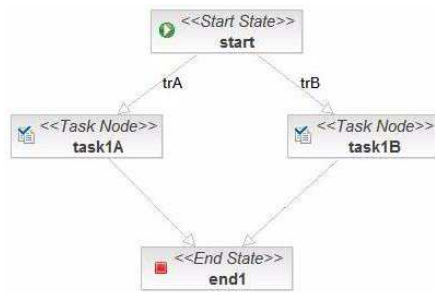 <<Start State>>
start
trA
trB
<<Task Node>>
task1A
<<Task Node>>
task1B
<<End State>>
end1